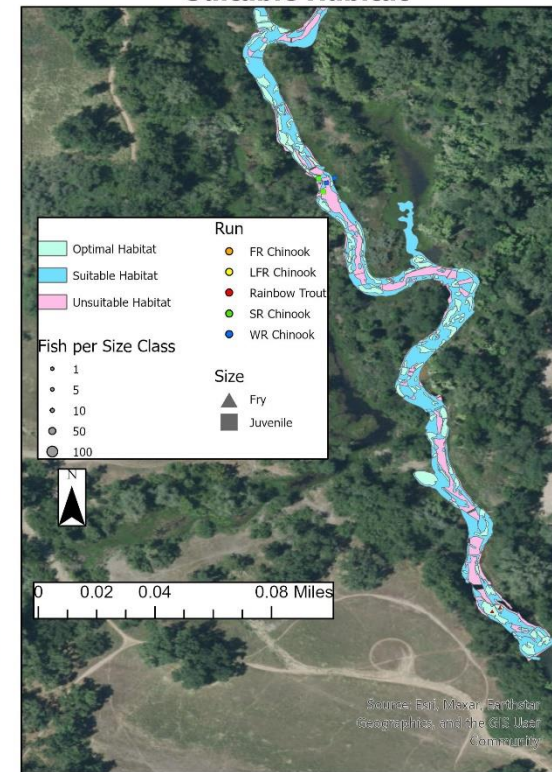 Suitable Habitat
Optimal Habitat
Suitable Habitat
Unsuitable Habitat
Fish per Size Class
1
5
10
50
100
Run
FR Chinook
LFR Chinook
Rainbow Trout
SR Chinook
WR Chinook
Size
Fry
Juvenile
N
0 0.02 0.04 0.08 Miles
Source: Esri, Maxar, Earthstar
Geographics, and the GIS User
Community